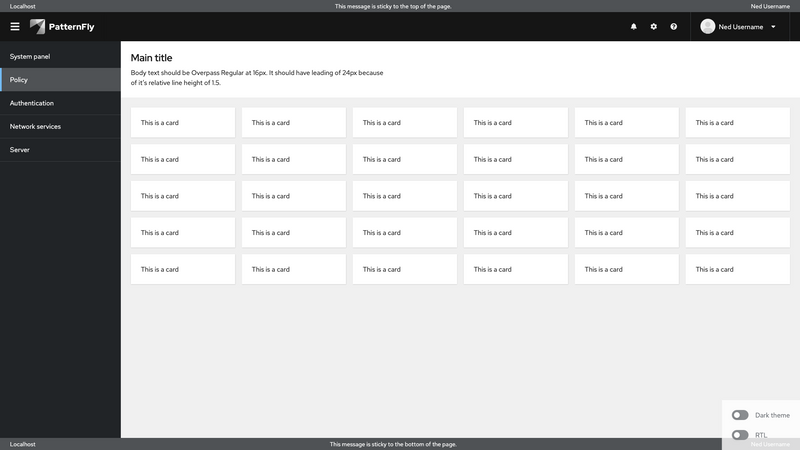 Localhost This message is sticky to the top of the page. Ned Username
PatternFly Ned Username
System panel
Policy
Authentication
Network services
Server
Main title
Body text should be Overpass Regular at 16px. It should have leading of 24px because
of it's relative line height of 1.5.
This is a card This is a card This is a card This is a card This is a card This is a card
This is a card This is a card This is a card This is a card This is a card This is a card
This is a card This is a card This is a card This is a card This is a card This is a card
This is a card This is a card This is a card This is a card This is a card This is a card
This is a card This is a card This is a card This is a card This is a card This is a card
Dark theme
RTL
Localhost This message is sticky to the bottom of the page. Ned Username